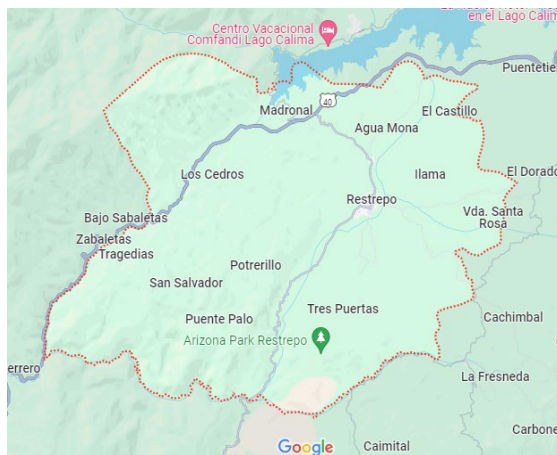 en el Lago Calima
Centro Vacacional
Comfandi Lago Calima
Puentetie
40
Madronal
El Castillo
Agua Mona
Los Cedros
Ilama
El Dorado
Restrepo
Bajo Sabaletas
Vda. Santa
Rosa
Zabaletas
Tragedias
Potrerillo
San Salvador
Tres Puertas
Puente Palo
Cachimbal
Arizona Park Restrepo
errero
La Fresneda
Google
Caimital
Carbone